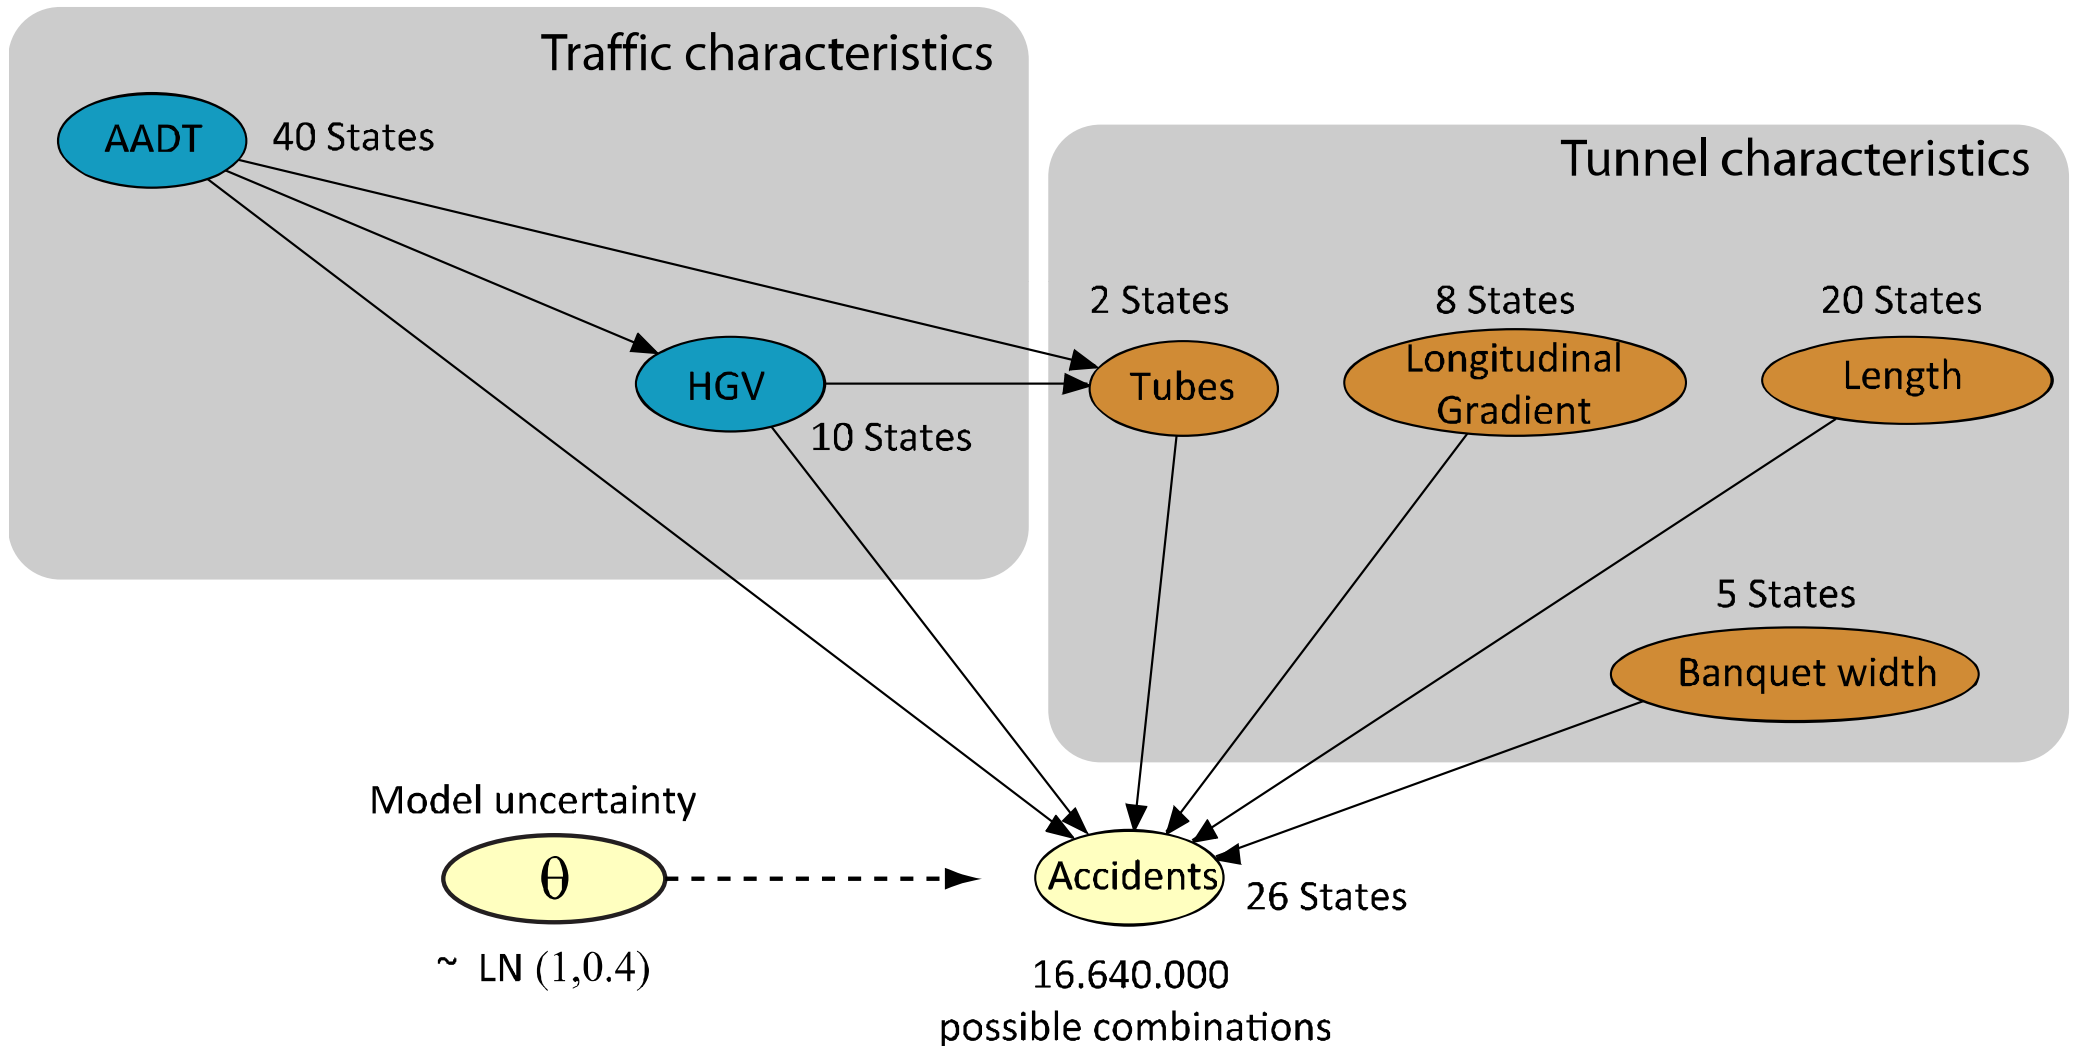 Traffic characteristics
AADT
40 States
Tunnel characteristics
2 States
8 States
20 States
HGV
Tubes
Longitudinal
Gradient
Length
10 States
5 States
Banquet width
Model uncertainty
θ
Accidents
26 States
~ LN (1,0.4)
16.640.000
possible combinations